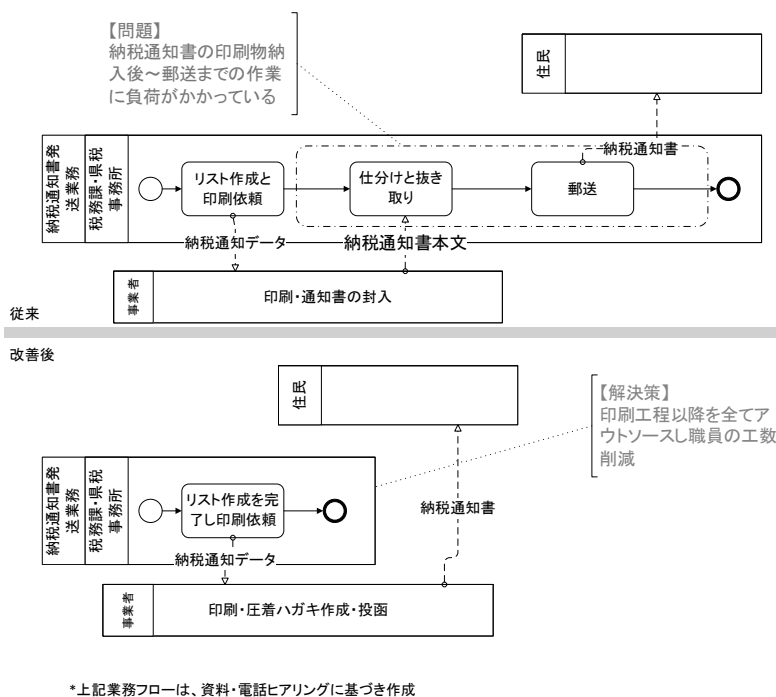 【問題】
納税通知書の印刷物納
入後～郵送までの作業
に負荷がかかっている
住民
納税通知書発
送業務
税務課・県税
事務所
リスト作成と
印刷依頼
仕分けと抜き
取り
郵送
納税通知書
納税通知データ
納税通知書本文
事業者
印刷・通知書の封入
従来
改善後
住民
【解決策】
印刷工程以降を全てア
ウトソースし職員の工数
削減
納税通知書発
送業務
税務課・県税
事務所
リスト作成を完
了し印刷依頼
納税通知書
納税通知データ
事業者
印刷・圧着ハガキ作成・投函
*上記業務フローは、資料・電話ヒアリングに基づき作成